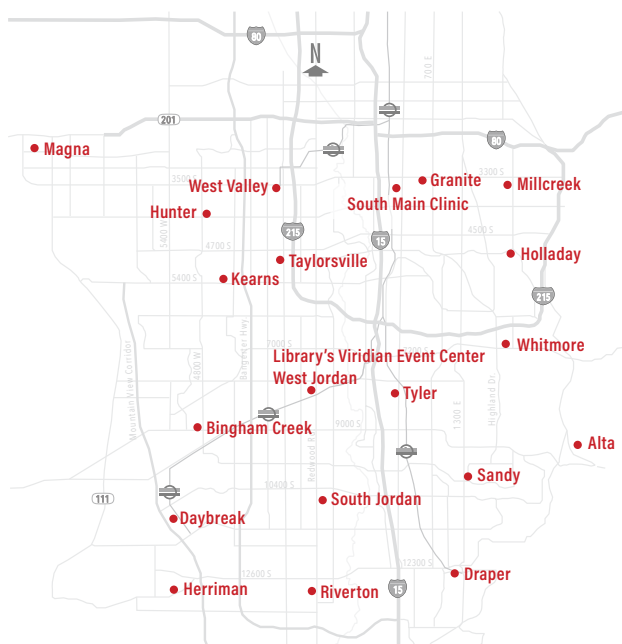 80
700 E
N
201
80
Magna
3500 S
West Valley
Granite
3300 S
Millcreek
South Main Clinic
Hunter
5400 W
215
15
4500 S
4700 S
Taylorsville
Holladay
5400 S
Kearns
215
Mountain View Corridor
4800 W
Bangerter Hwy
7000 S
7200 S
Whitmore
Library's Viridian Event Center
West Jordan
Tyler
1300 E
Highland Dr
Bingham Creek
9000 S
Redwood Rd
Alta
Sandy
10400 S
111
South Jordan
Daybreak
12300 S
Draper
12600 S
Herriman
Riverton
15